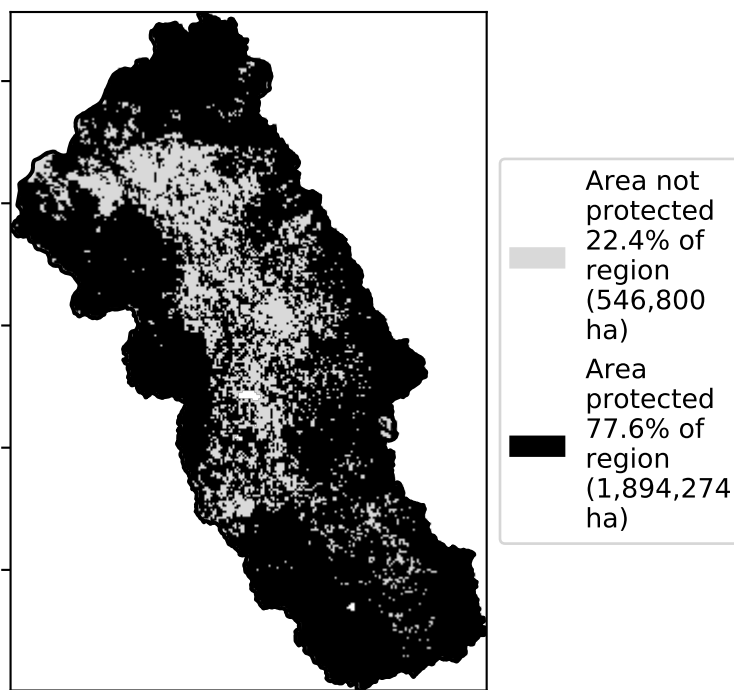 Area not
protected
22.4% of
region
(546,800
ha)
Area
protected
77.6% of
region
(1,894,274
ha)